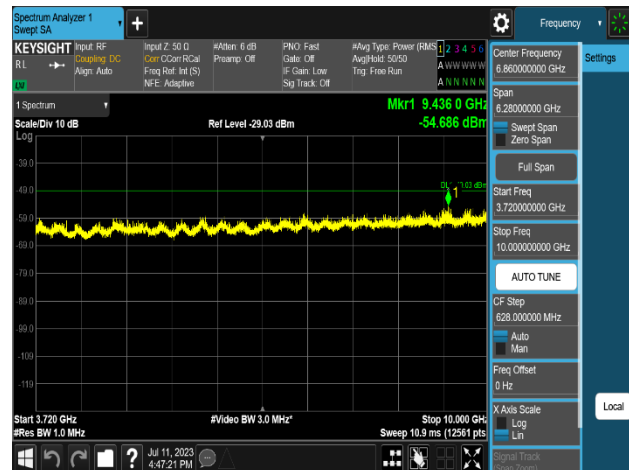 Spectrum Analyzer 1
Swept SA
Frequency
KEYSIGHT Input: RF Input Z: 50 Ω #Atten: 6 dB PNO: Fast #Avg Type: Power (RMS 1 2 3 4 5 6
RL Coupling: DC Corr CCorr RCal Preamp: Off Gate: Off Avg|Hold: 50/50 A W W W W W
Align: Auto Freq Ref: Int (S) IF Gain: Low Trig: Free Run
NFE: Adaptive Sig Track: Off A N N N N N
1 Spectrum
Mkr1 9.436 0 GHz
Scale/Div 10 dB Ref Level -29.03 dBm -54.686 dBm
Log
-39.0
-49.0
1
-59.0
-69.0
-79.0
-89.0
-99.0
-109
-119
Start 3.720 GHz #Video BW 3.0 MHz* Stop 10.000 GHz
#Res BW 1.0 MHz Sweep 10.9 ms (12561 pts
? Jul 11, 2023
4:47:21 PM
Center Frequency
6.860000000 GHz
Settings
Span
6.28000000 GHz
Swept Span
Zero Span
Full Span
Start Freq
3.720000000 GHz
Stop Freq
10.000000000 GHz
AUTO TUNE
CF Step
628.000000 MHz
Auto
Man
Freq Offset
0 Hz
X Axis Scale
Log
Lin
Local
Signal Track
(Span Zoom)